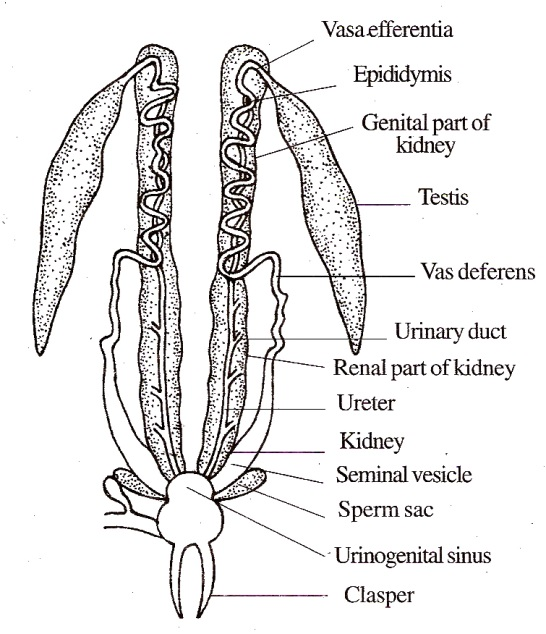 Vasa efferentia
Epididymis
Genital part of
kidney
Testis
Vas deferens
Urinary duct
Renal part of kidney
Ureter
Kidney
Seminal vesicle
Sperm sac
Urinogenital sinus
Clasper